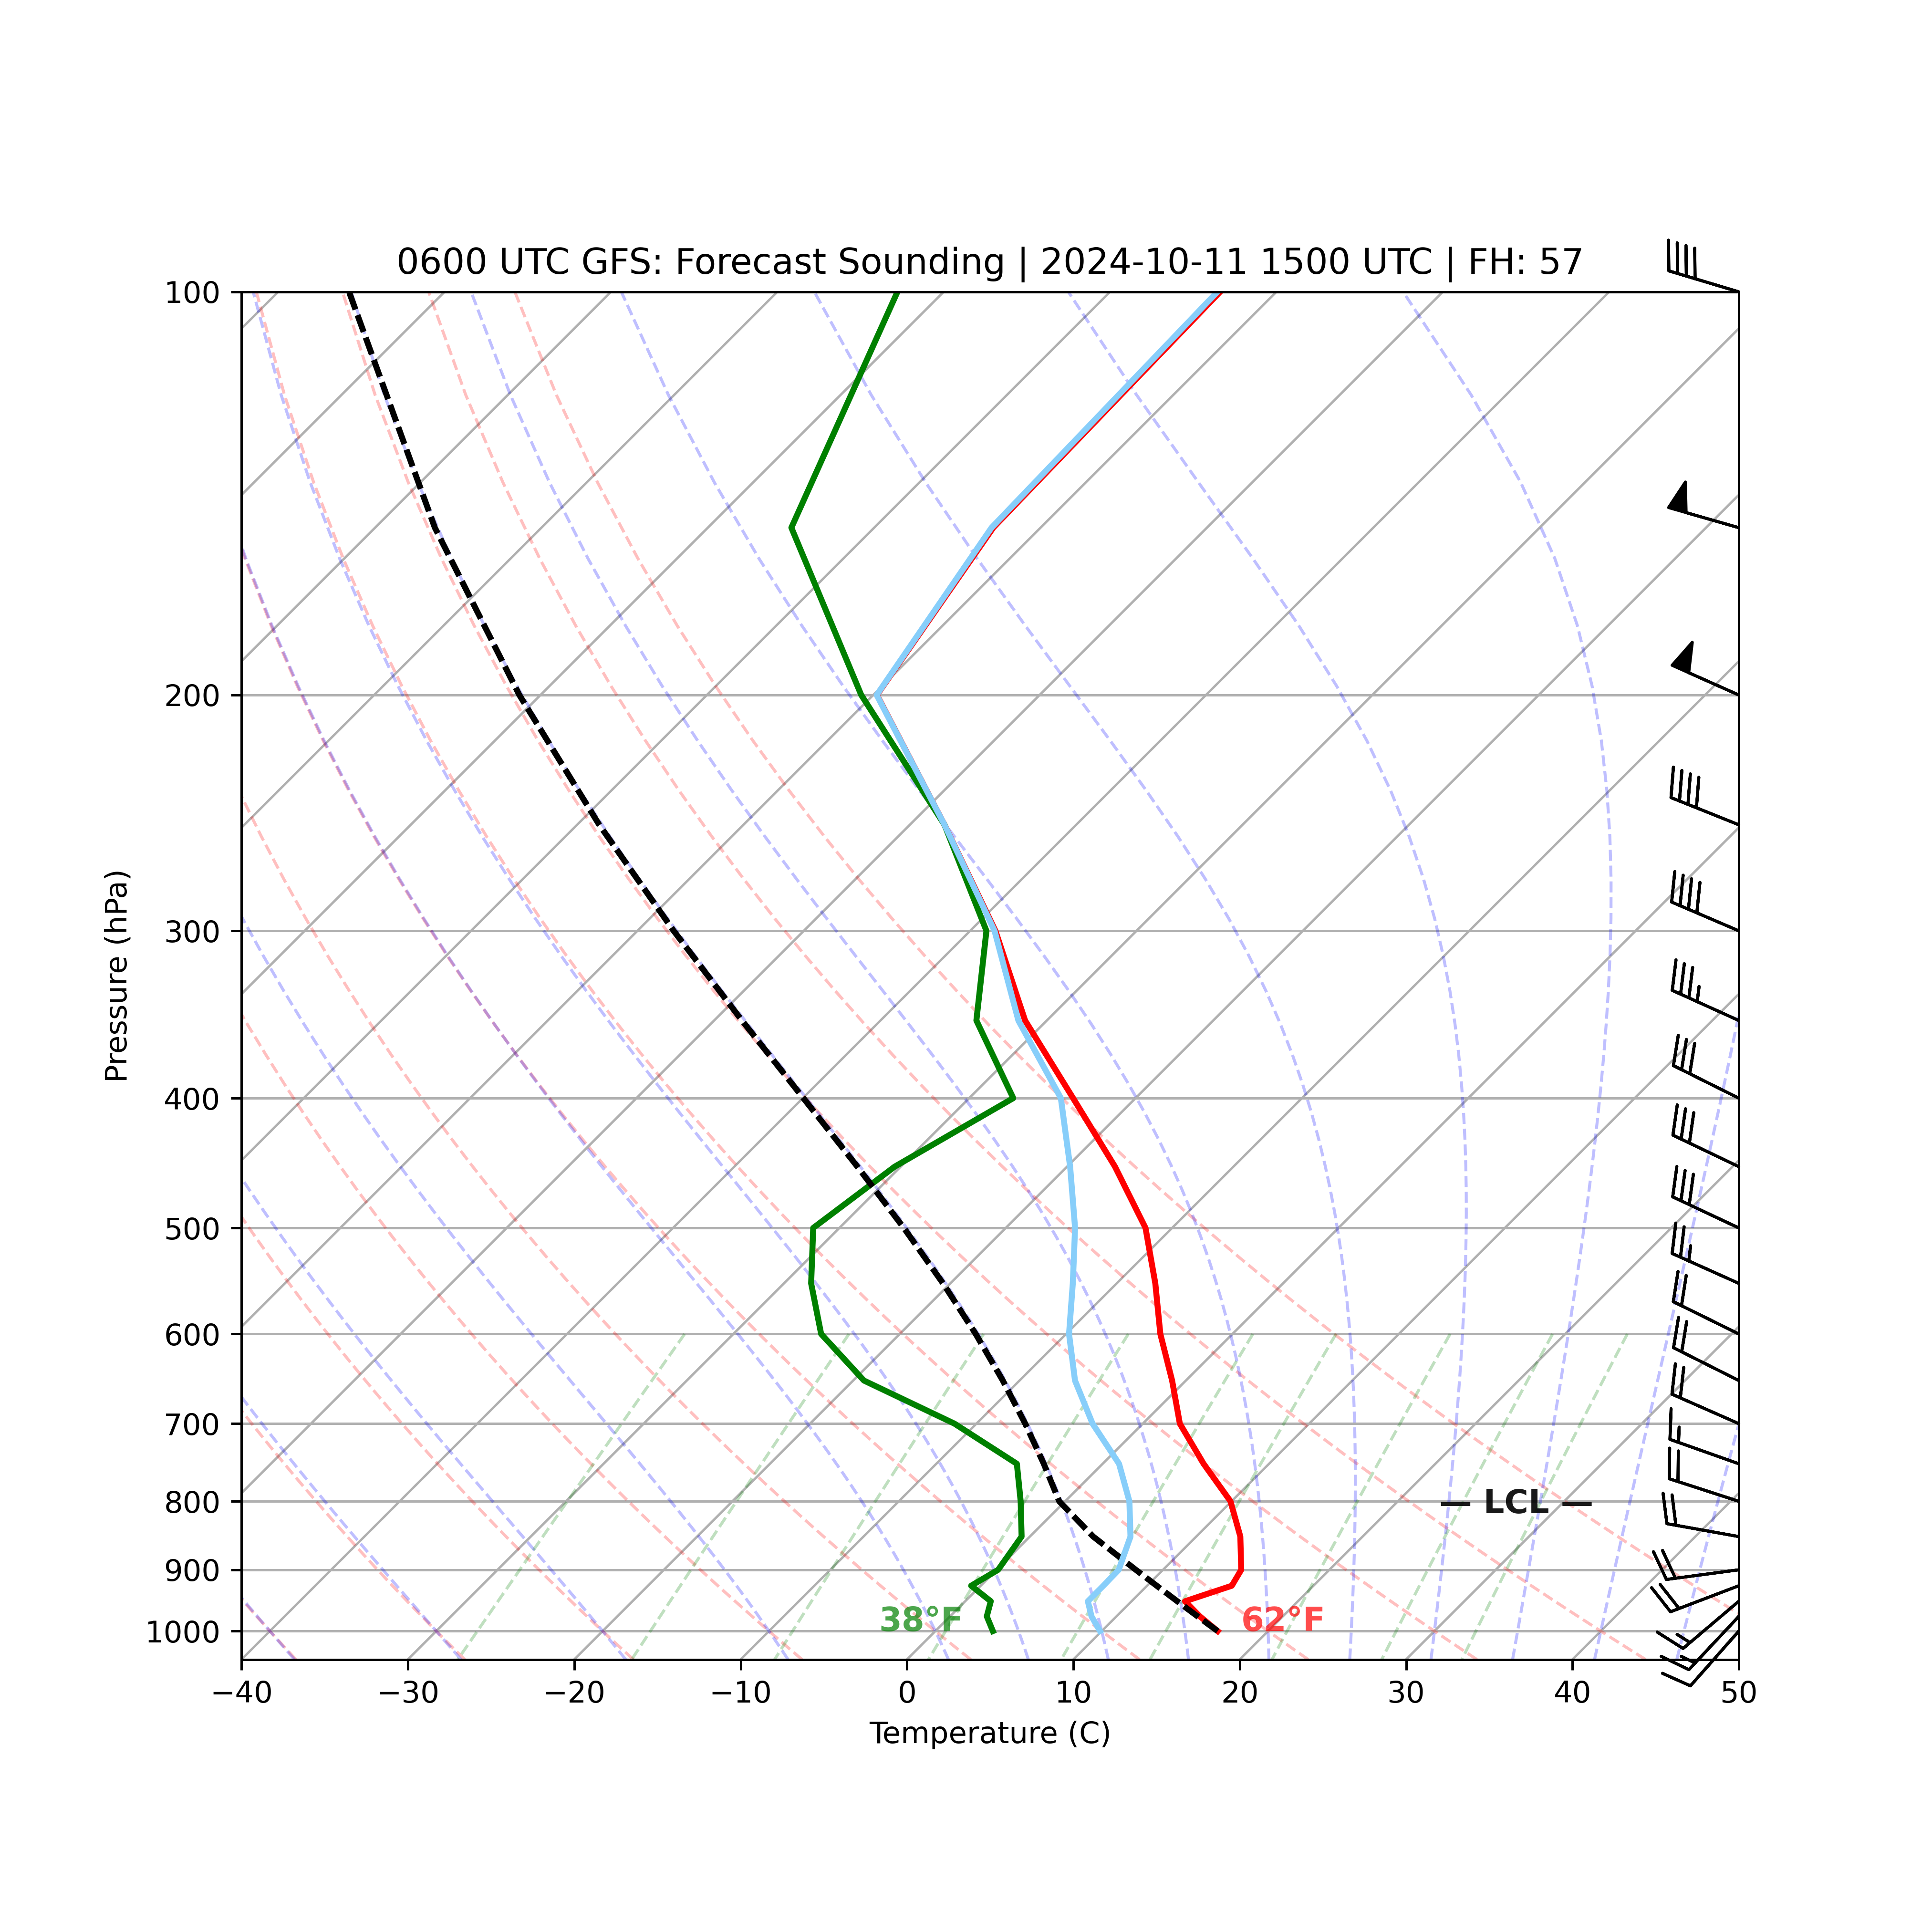 0600 UTC GFS: Forecast Sounding | 2024-10-11 1500 UTC | FH: 57
100
200
300
400
500
600
700
800
900
1000
Pressure (hPa)
— LCL —
38°F
62°F
−40 −30 −20 −10 0 10 20 30 40 50
Temperature (C)